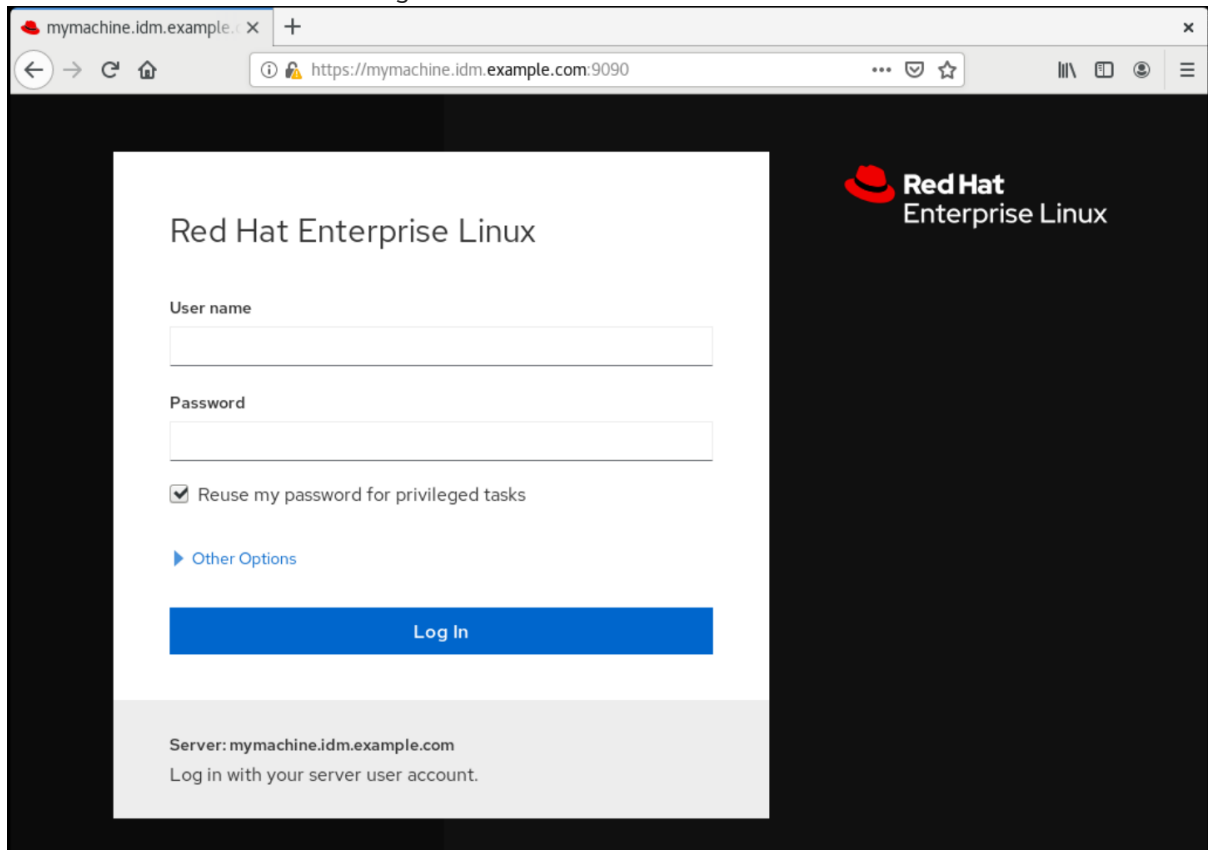 mymachine.idm.example.
https://mymachine.idm.example.com:9090
Red Hat
Enterprise Linux
Red Hat Enterprise Linux
User name
Password
Reuse my password for privileged tasks
Other Options
Log In
Server: mymachine.idm.example.com
Log in with your server user account.